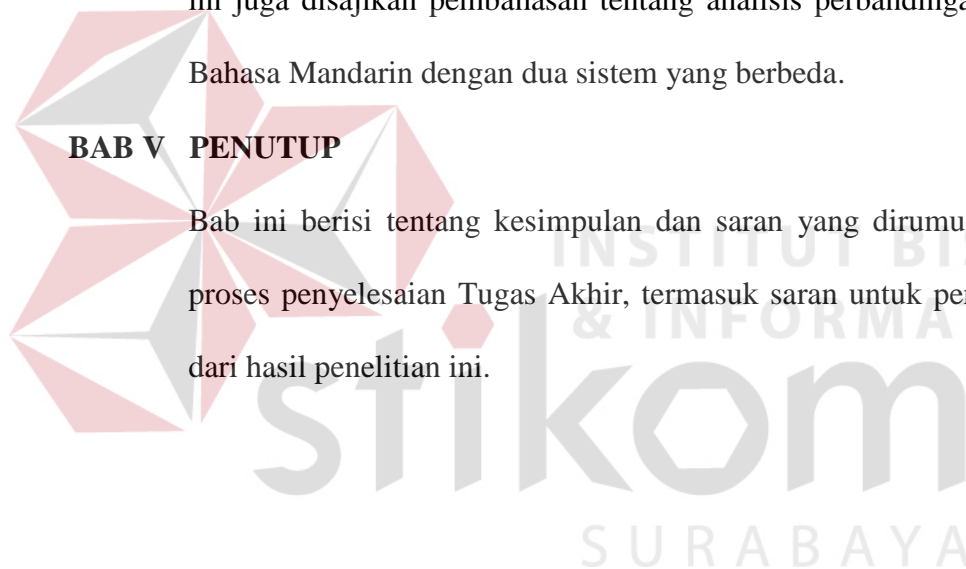 ini juga disajikan pembahasan tentang analisis perbandinga
Bahasa Mandarin dengan dua sistem yang berbeda.
BAB V PENUTUP
Bab ini berisi tentang kesimpulan dan saran yang dirumu
proses penyelesaian Tugas Akhir, termasuk saran untuk per
dari hasil penelitian ini.
INSTITUT BIS
& INFORMA
stikom
SURABAYA